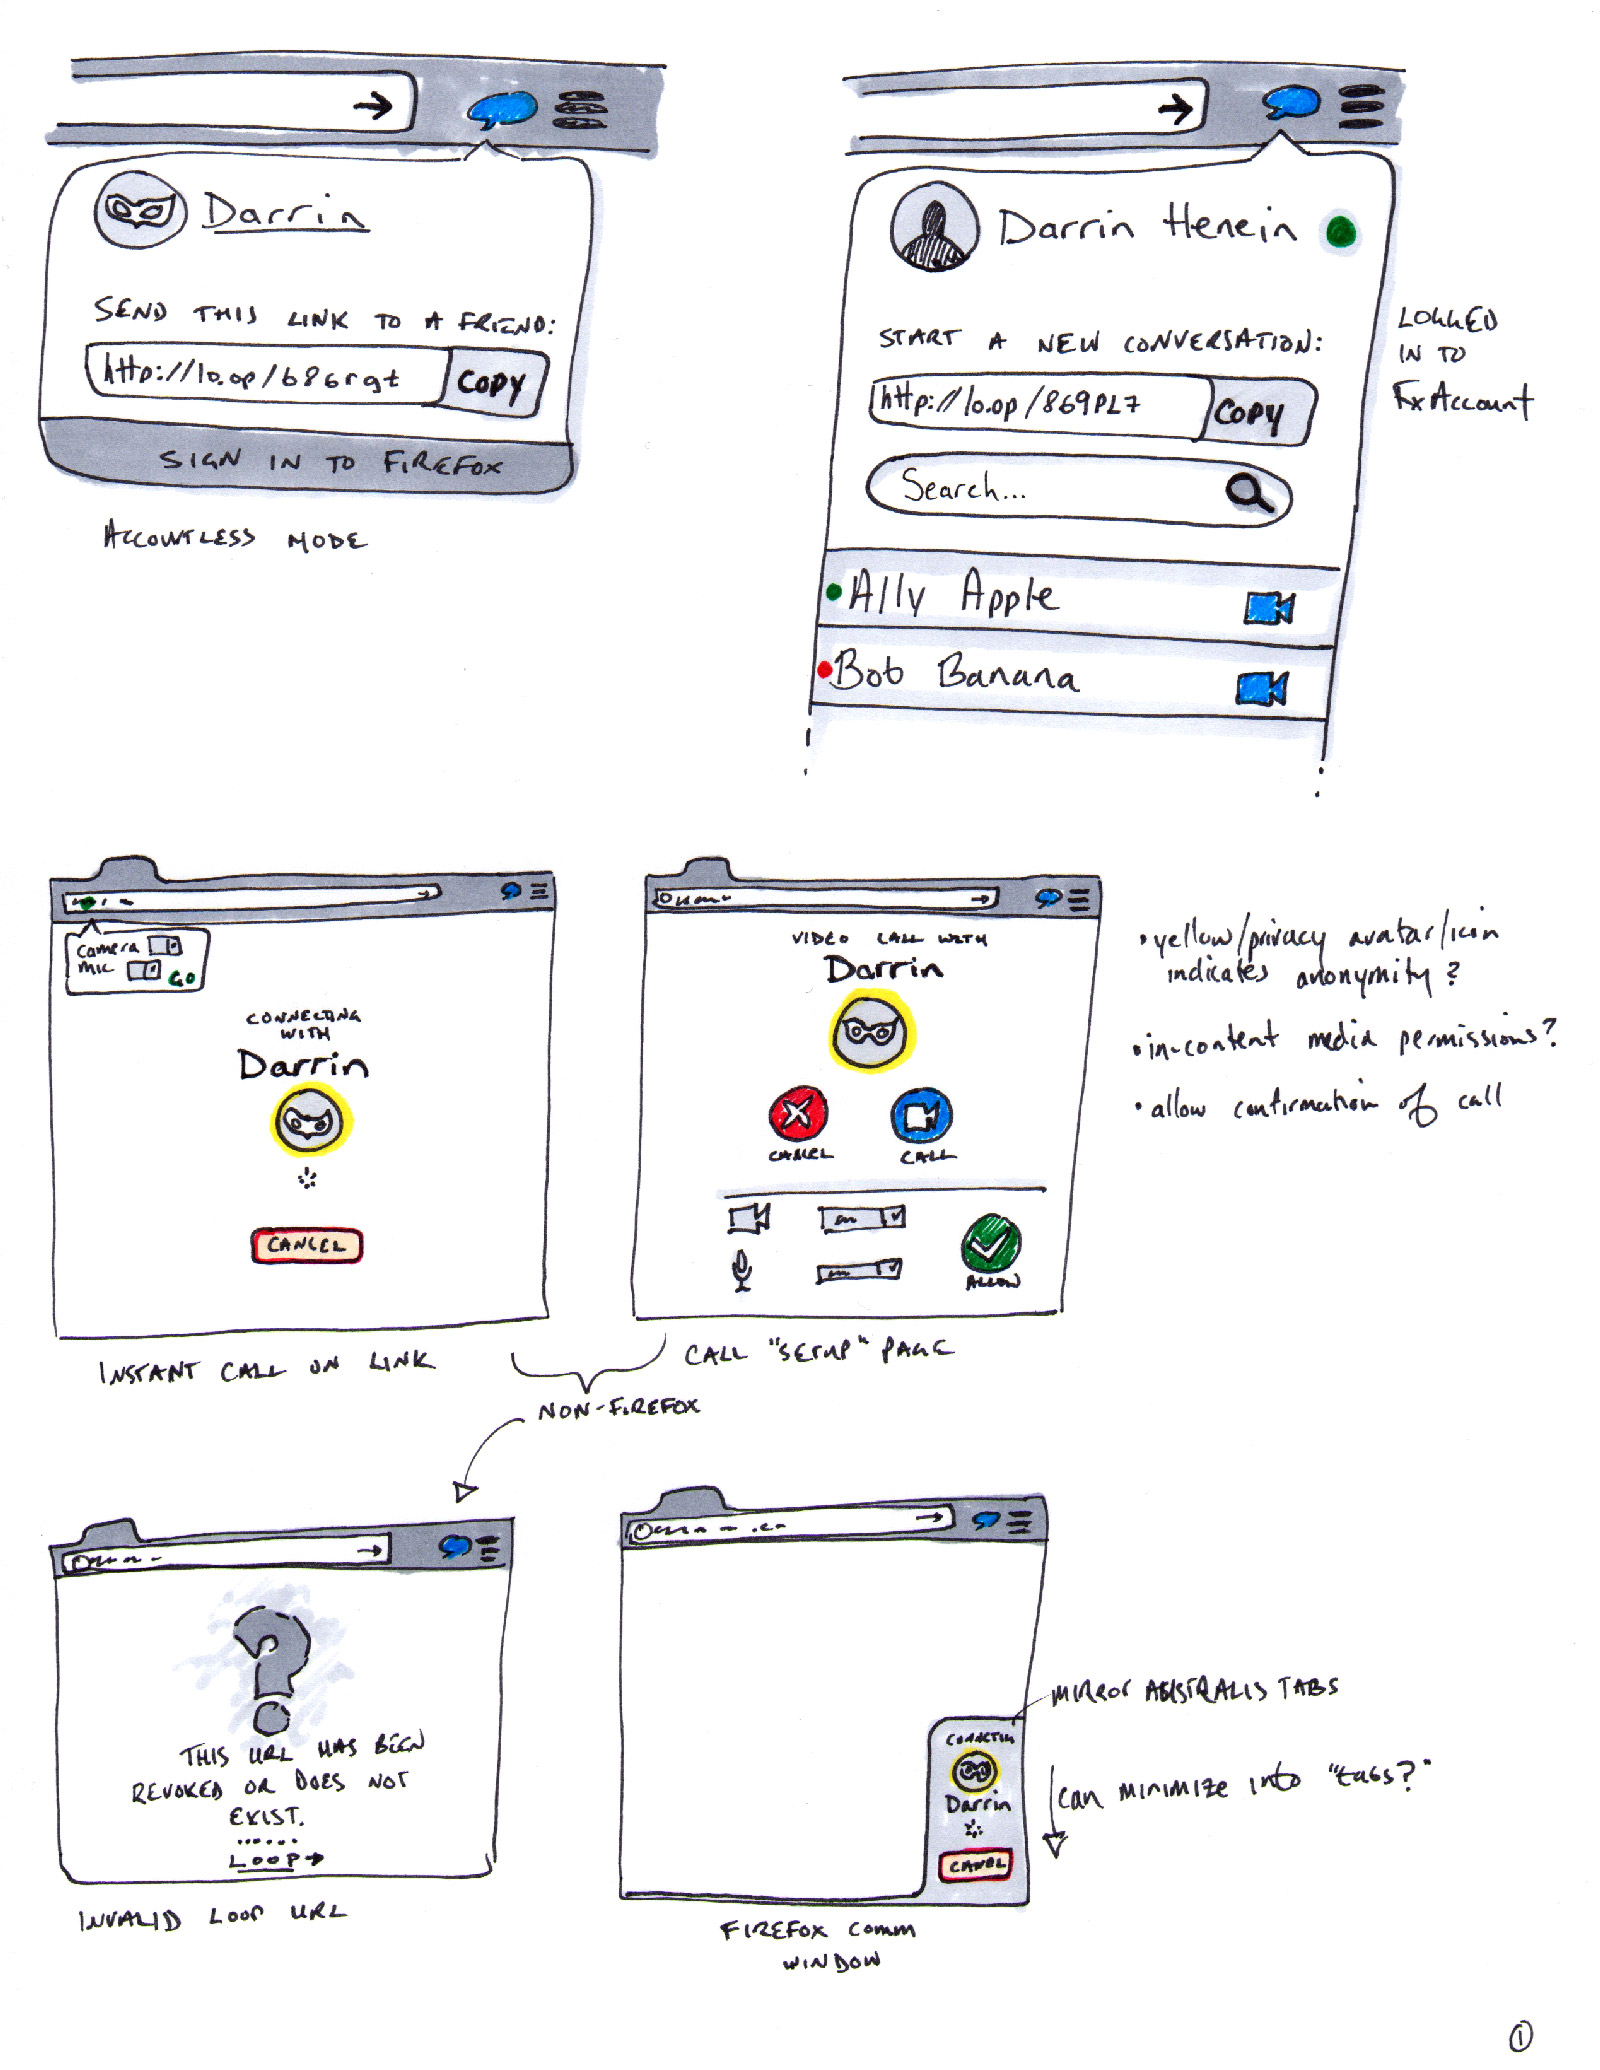 Darrin
SEND THIS LINK TO A FRIEND:
http://lo.op/686rgt
COPY
SIGN IN TO FIREFOX
ACCOUNTLESS MODE
Darrin Henein
START A NEW CONVERSATION:
http://lo.op/869PL7
COPY
Search...
Ally Apple
Bob Banana
LOGGED
IN TO
FxAccount
Camera
MIC
GO
CONNECTING
WITH
Darrin
CANCEL
INSTANT CALL ON LINK
VIDEO CALL WITH
Darrin
CANCEL
CALL
ALLOW
CALL "SETUP" PAGE
• yellow/privacy avatar/icon
indicates anonymity?
• in-content media permissions?
• allow confirmation of call
NON-FIREFOX
THIS URL HAS BEEN
REVOKED OR DOES NOT
EXIST.
LOOP→
INVALID LOOP URL
CONNECTIN
Darrin
CANCEL
MIRROR AUSTRALIS TABS
can MINIMIZE into "tabs?"
FIREFOX COMM
WINDOW
1